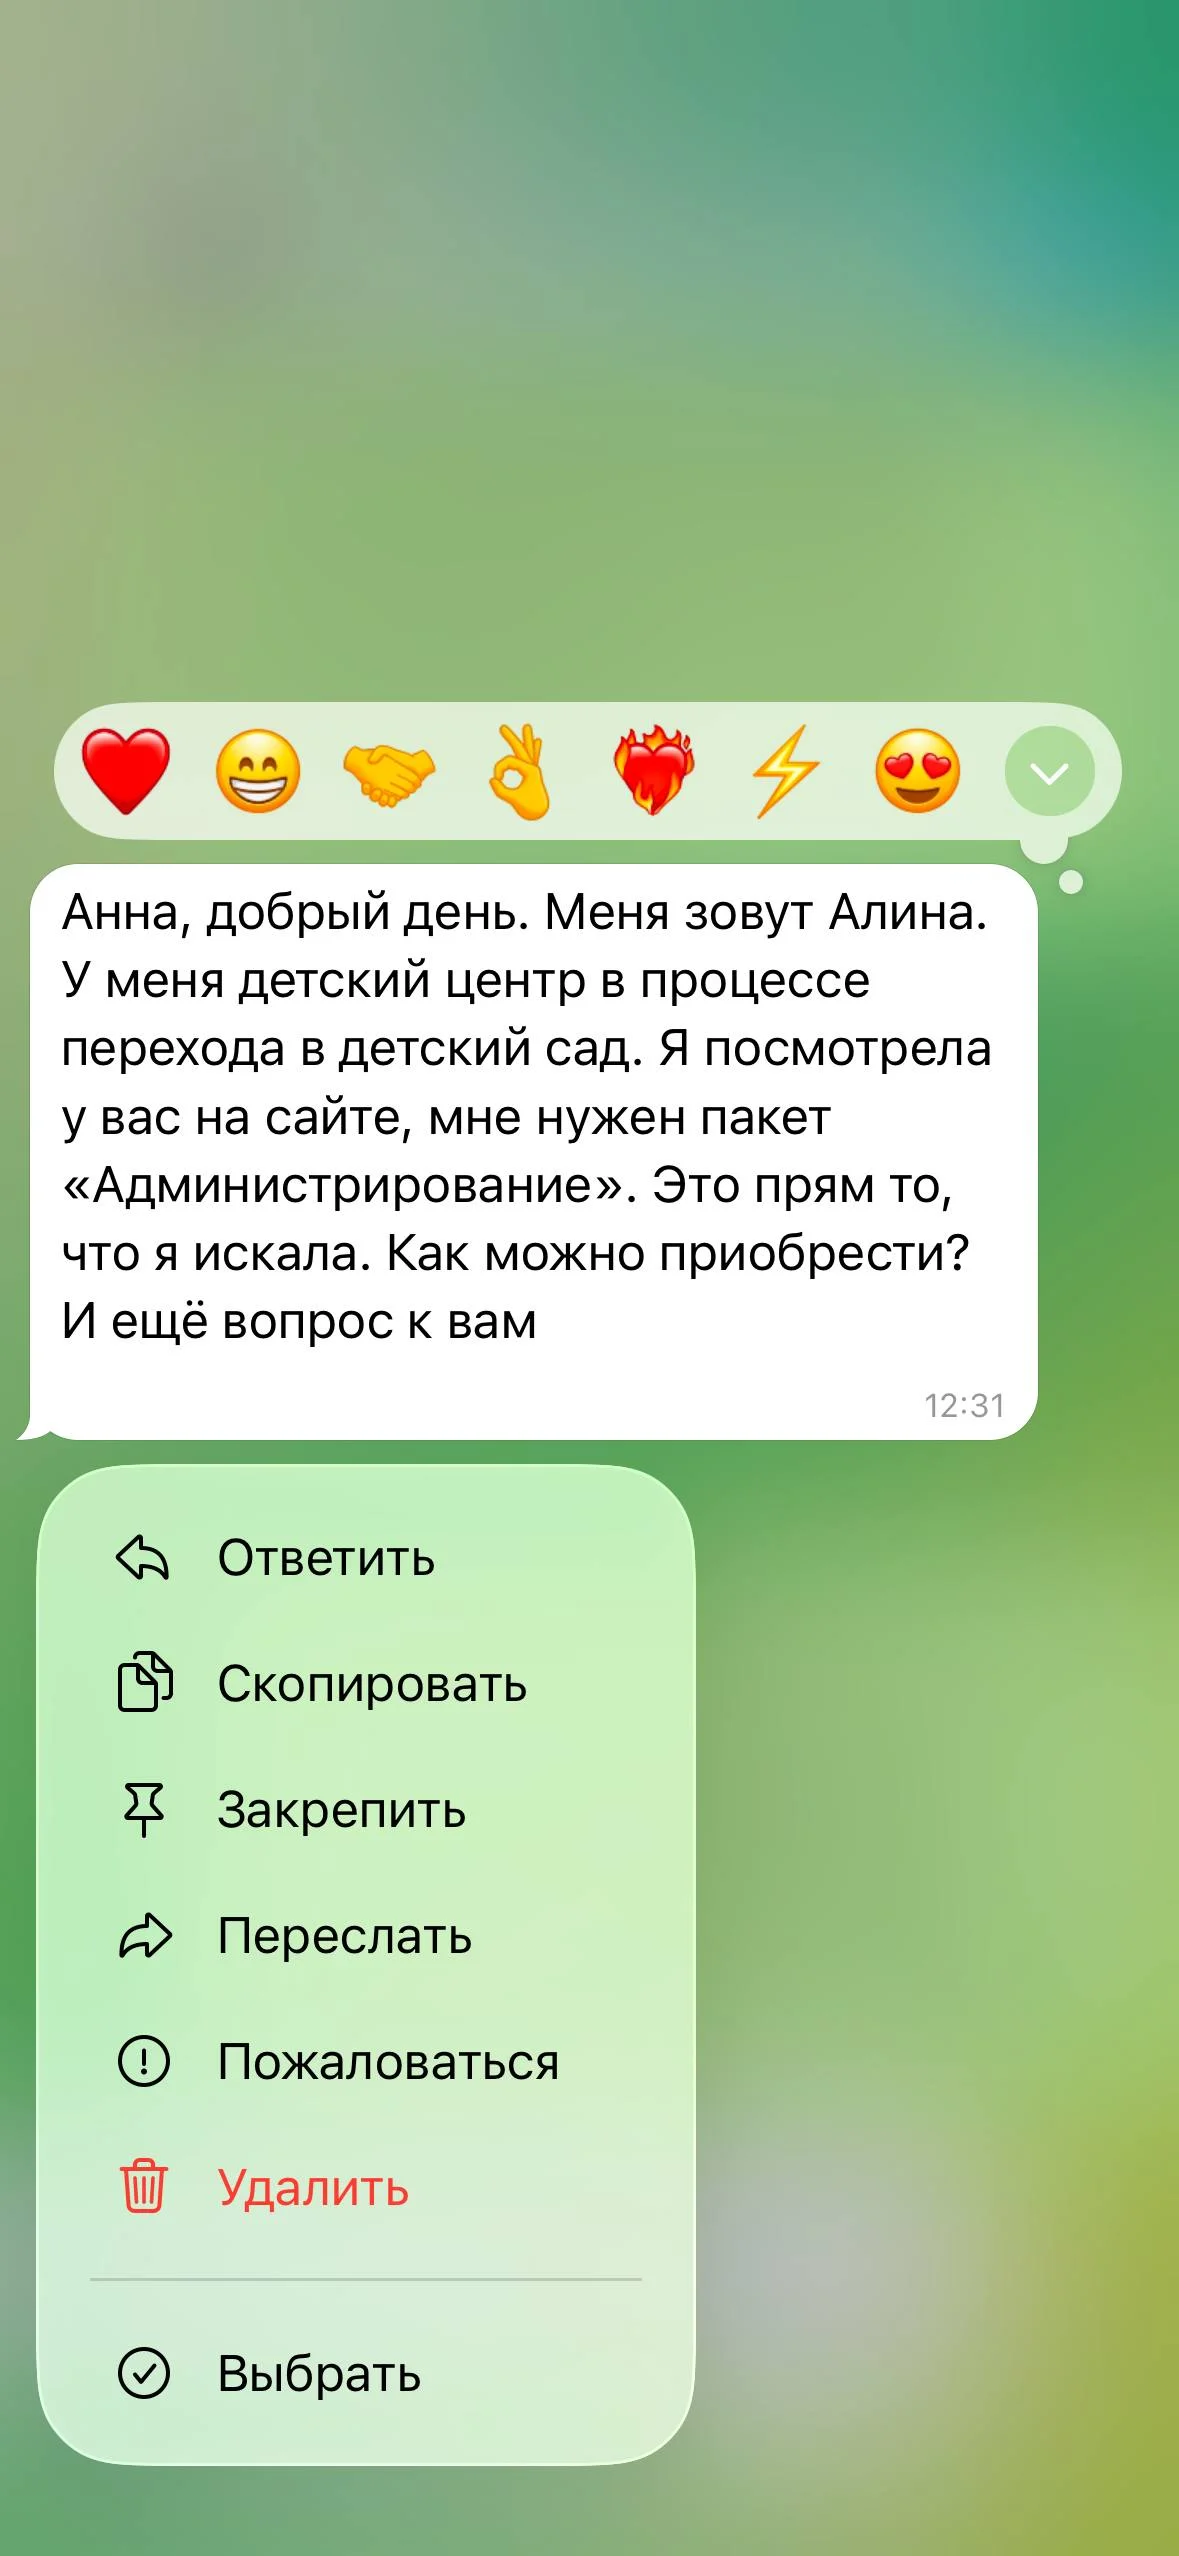 Анна, добрый день. Меня зовут Алина.
У меня детский центр в процессе
перехода в детский сад. Я посмотрела
у вас на сайте, мне нужен пакет
«Администрирование». Это прям то,
что я искала. Как можно приобрести?
И ещё вопрос к вам
12:31
Ответить
Скопировать
Закрепить
Переслать
Пожаловаться
Удалить
Выбрать